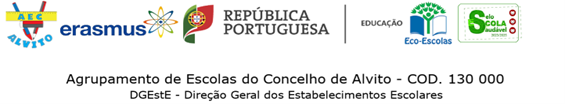 AEC
ALVITO
erasmus
REPÚBLICA
PORTUGUESA
EDUCAÇÃO
Eco-Escolas
Selo
ESCOLA
Saudável
Agrupamento de Escolas do Concelho de Alvito - COD. 130 000
DGEstE - Direção Geral dos Estabelecimentos Escolares